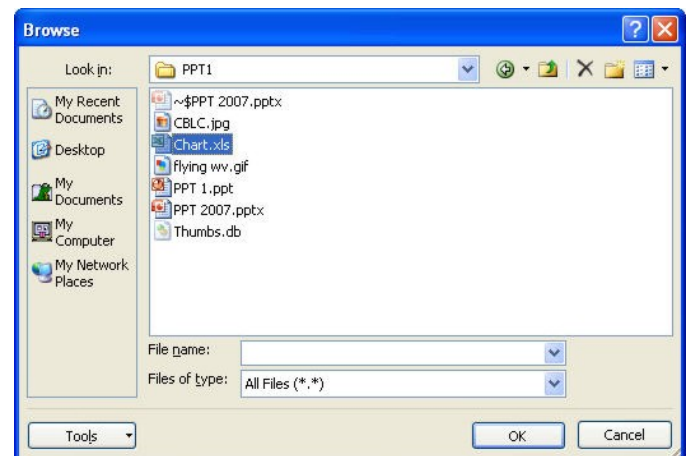 Browse
Look in:
PPT1
My Recent
Documents
Desktop
My
Documents
My
Computer
My Network
Places
~$PPT 2007.pptx
CBLC.jpg
Chart.xls
flying wv.gif
PPT 1.ppt
PPT 2007.pptx
Thumbs.db
File name:
Files of type:
All Files (*.*)
Tools
OK
Cancel